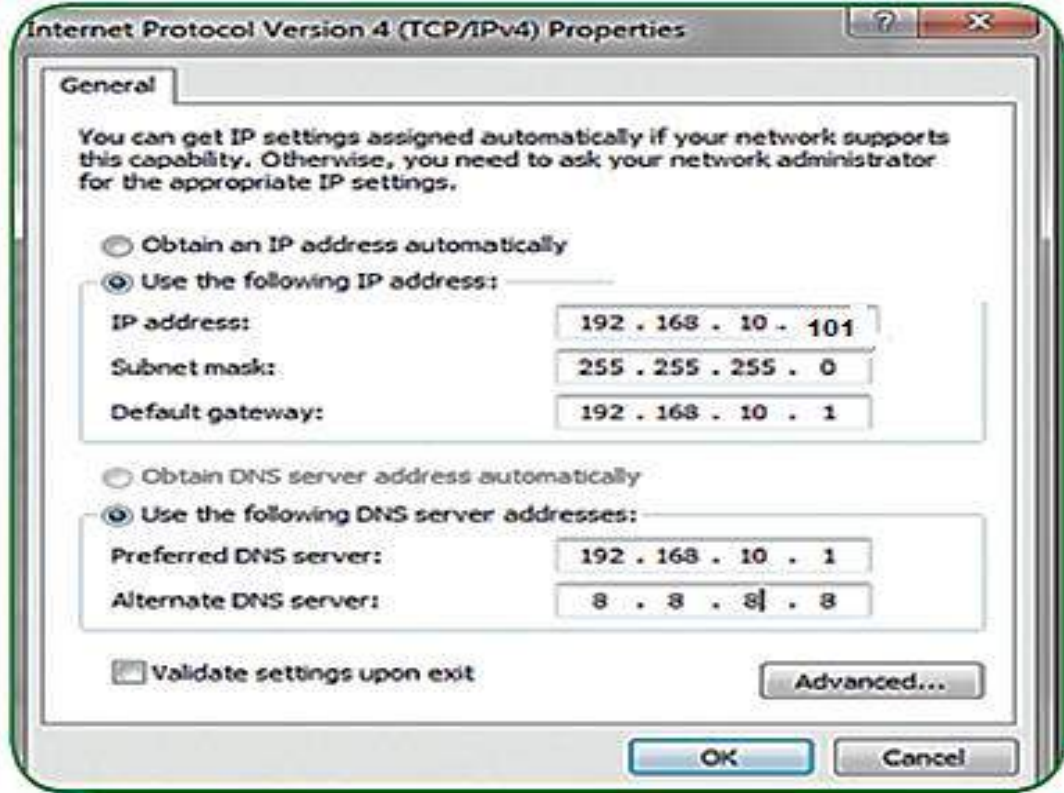 Internet Protocol Version 4 (TCP/IPv4) Properties
?
General
You can get IP settings assigned automatically if your network supports
this capability. Otherwise, you need to ask your network administrator
for the appropriate IP settings.
Obtain an IP address automatically
Use the following IP address:
IP address: 192 . 168 . 10 . 101
Subnet mask: 255 . 255 . 255 . 0
Default gateway: 192 . 168 . 10 . 1
Obtain DNS server address automatically
Use the following DNS server addresses:
Preferred DNS server: 192 . 168 . 10 . 1
Alternate DNS server: 8 . 8 . 8 . 8
Validate settings upon exit
Advanced...
OK Cancel